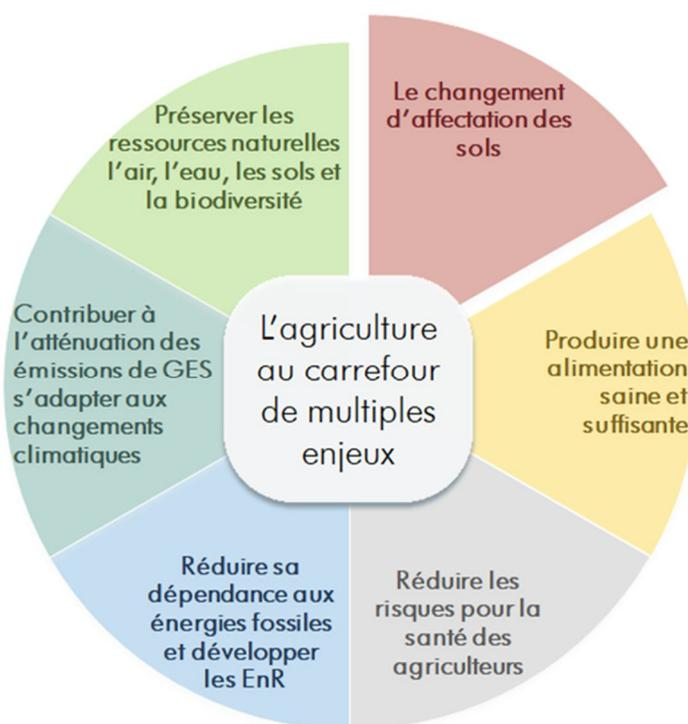 Le changement
d'affectation des
sols
Produire une
alimentation
saine et
suffisante
Réduire les
risques pour la
santé des
agriculteurs
Réduire sa
dépendance aux
énergies fossiles
et développer
les EnR
Contribuer à
l'atténuation des
émissions de GES
s'adapter aux
changements
climatiques
Préserver les
ressources naturelles
l'air, l'eau, les sols et
la biodiversité
L'agriculture
au carrefour
de multiples
enjeux